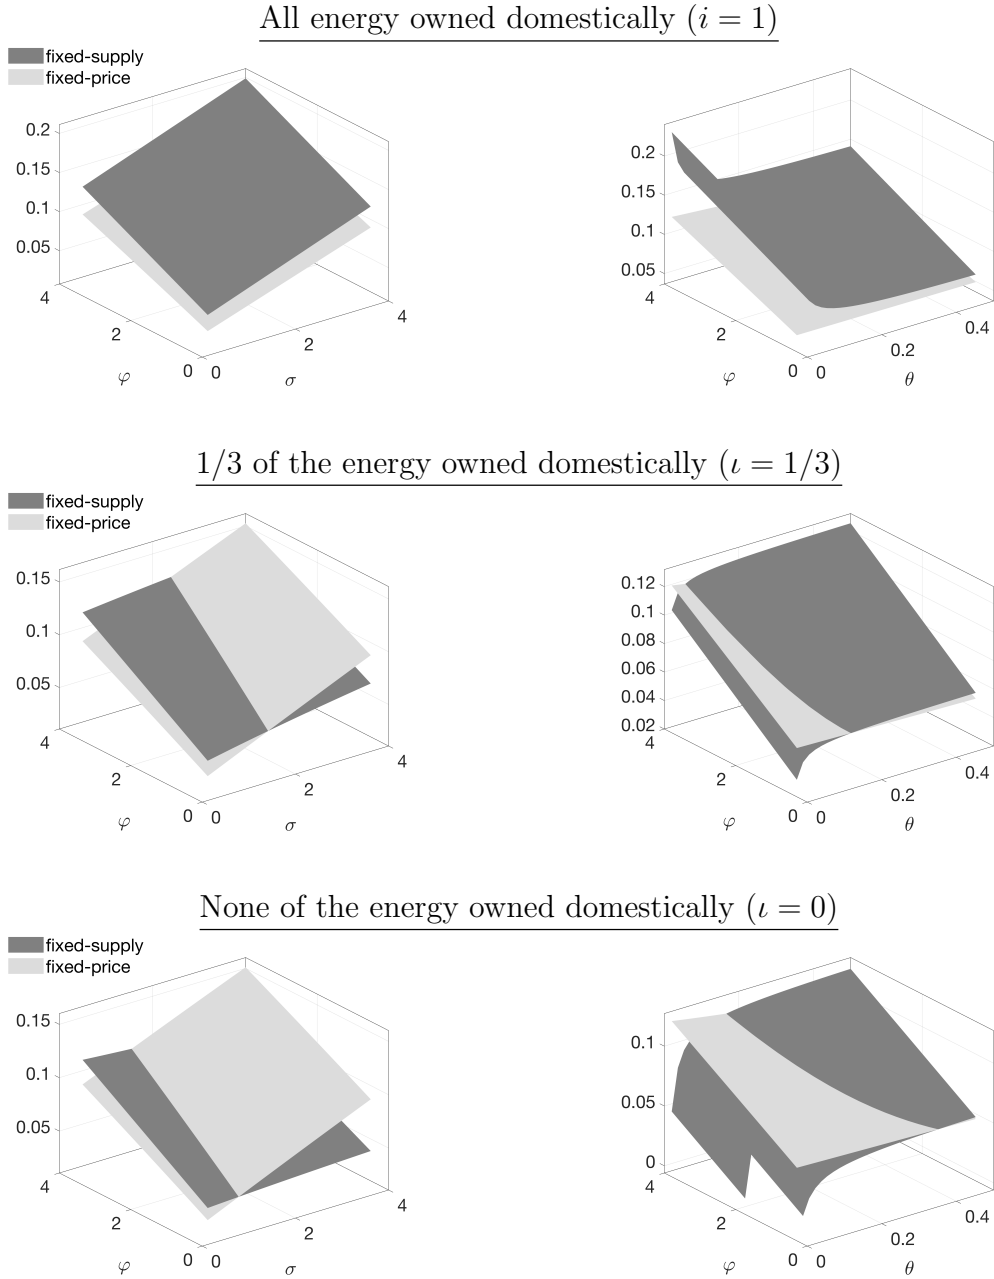 All energy owned domestically (i = 1)
fixed-supply
fixed-price
0.2
0.15
0.1
0.05
4
2
0
0
2
4
φ
σ
0.2
0.15
0.1
0.05
4
2
0
0
0.2
0.4
φ
θ
1/3 of the energy owned domestically (ι = 1/3)
fixed-supply
fixed-price
0.15
0.1
0.05
4
2
0
0
2
4
φ
σ
0.12
0.1
0.08
0.06
0.04
0.02
4
2
0
0
0.2
0.4
φ
θ
None of the energy owned domestically (ι = 0)
fixed-supply
fixed-price
0.15
0.1
0.05
4
2
0
0
2
4
φ
σ
0.1
0.05
0
4
2
0
0
0.2
0.4
φ
θ